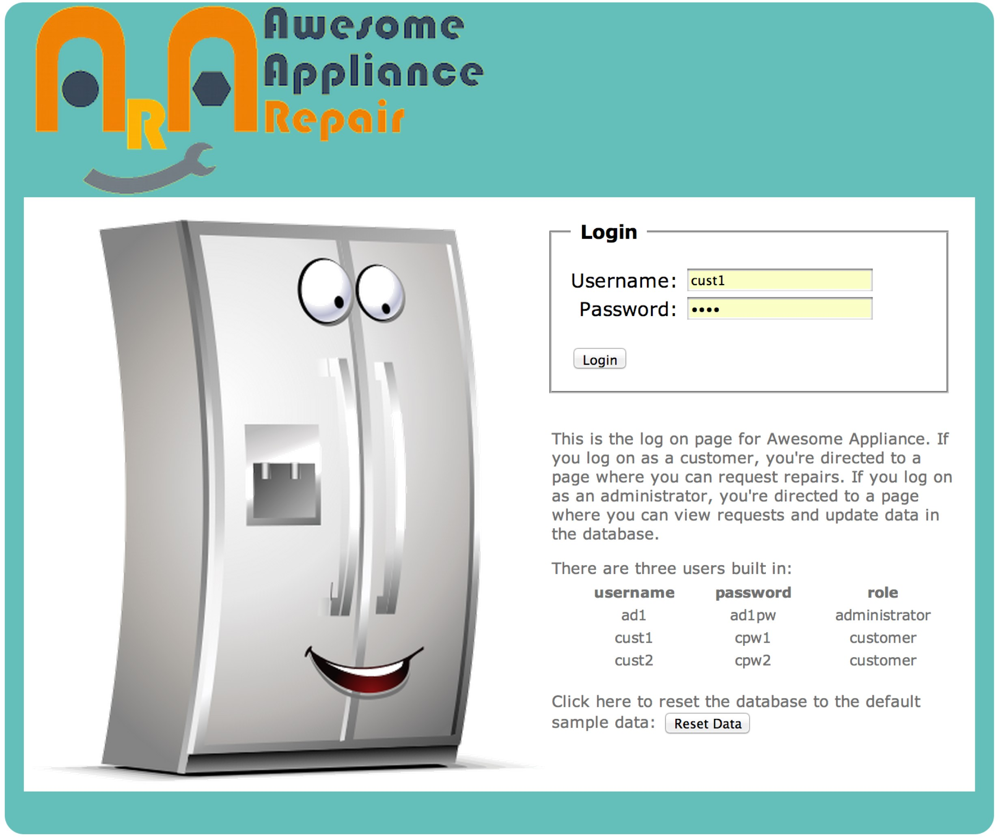 ARA
Awesome
Appliance
Repair
Login
Username: cust1
Password: ••••
Login
This is the log on page for Awesome Appliance. If
you log on as a customer, you're directed to a
page where you can request repairs. If you log on
as an administrator, you're directed to a page
where you can view requests and update data in
the database.
There are three users built in:
username password role
ad1 ad1pw administrator
cust1 cpw1 customer
cust2 cpw2 customer
Click here to reset the database to the default
sample data: Reset Data